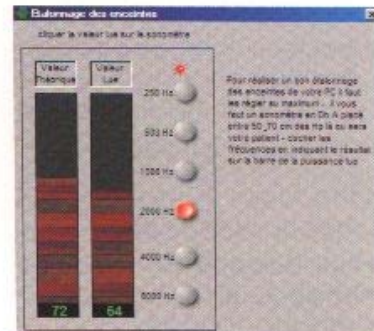 Etalonnage des enceintes
cliquer la valeur lue sur le sonomètre
Valeur Théorique
Valeur Lue
250 Hz
500 Hz
1000 Hz
2000 Hz
4000 Hz
6000 Hz
72
64
Pour réaliser un bon étalonnage
des enceintes de votre PC il faut
les régler au maximum - il vous
faut un sonomètre en Db A placé
entre 50_70 cm des Hp là ou sera
votre patient - cocher les
fréquences en indiquant le résultat
sur la barre de la puissance lue